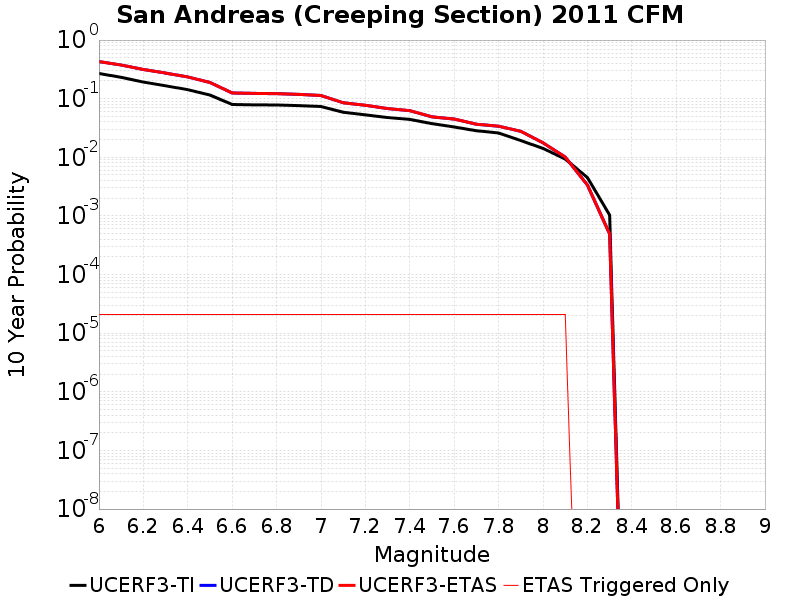 San Andreas (Creeping Section) 2011 CFM
10 Year Probability
10^0
10^-1
10^-2
10^-3
10^-4
10^-5
10^-6
10^-7
10^-8
6 6.2 6.4 6.6 6.8 7 7.2 7.4 7.6 7.8 8 8.2 8.4 8.6 8.8 9
Magnitude
UCERF3-TI UCERF3-TD UCERF3-ETAS ETAS Triggered Only